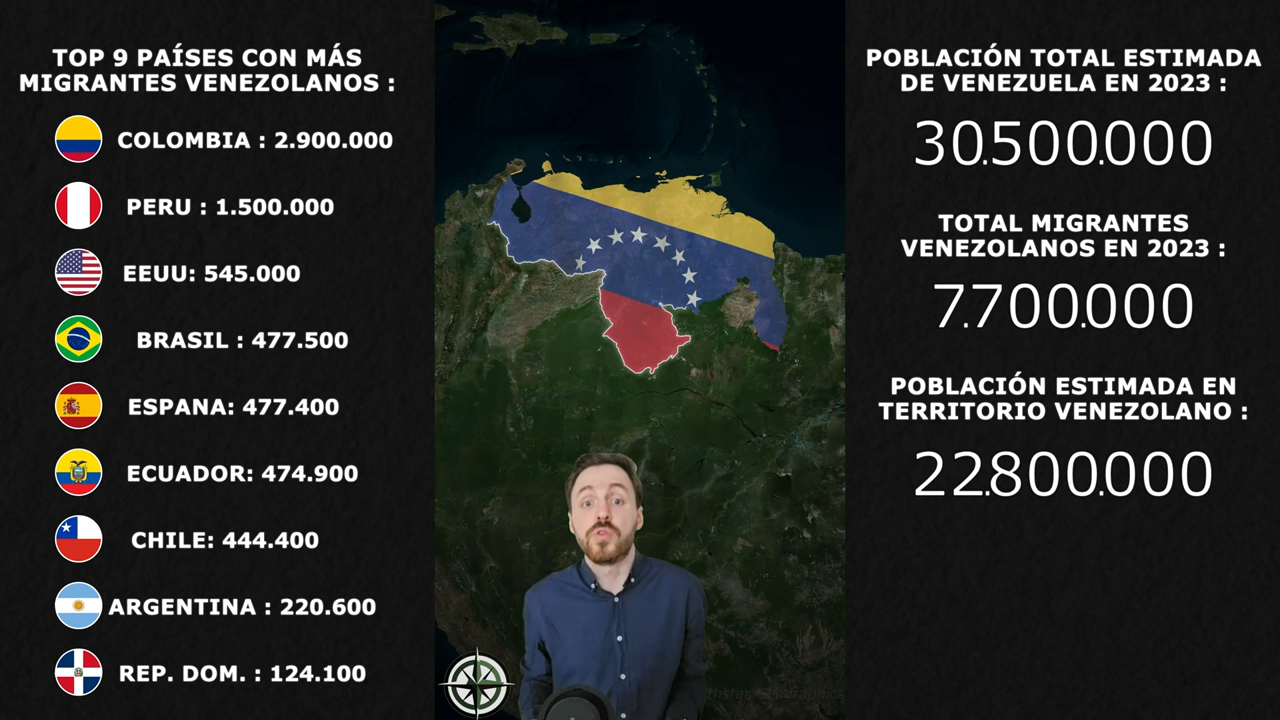 TOP 9 PAÍSES CON MÁS
MIGRANTES VENEZOLANOS :
COLOMBIA : 2.900.000
PERU : 1.500.000
EEUU: 545.000
BRASIL : 477.500
ESPANA: 477.400
ECUADOR: 474.900
CHILE: 444.400
ARGENTINA : 220.600
REP. DOM. : 124.100
POBLACIÓN TOTAL ESTIMADA
DE VENEZUELA EN 2023 :
30.500.000
TOTAL MIGRANTES
VENEZOLANOS EN 2023 :
7.700.000
POBLACIÓN ESTIMADA EN
TERRITORIO VENEZOLANO :
22.800.000